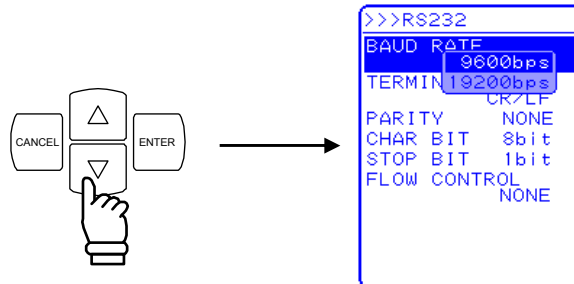 CANCEL
ENTER
>>>RS232
BAUD RATE
9600bps
19200bps
CR/LF
PARITY NONE
CHAR BIT 8bit
STOP BIT 1bit
FLOW CONTROL
NONE